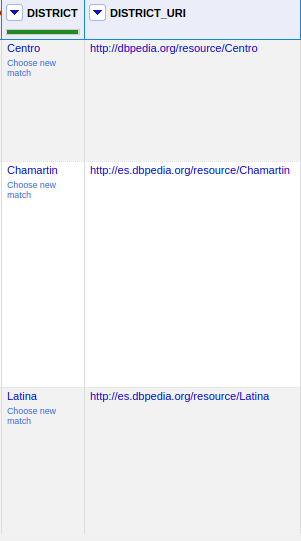 DISTRICT DISTRICT_URI
Centro http://dbpedia.org/resource/Centro
Choose new
match
Chamartin http://es.dbpedia.org/resource/Chamartin
Choose new
match
Latina http://es.dbpedia.org/resource/Latina
Choose new
match